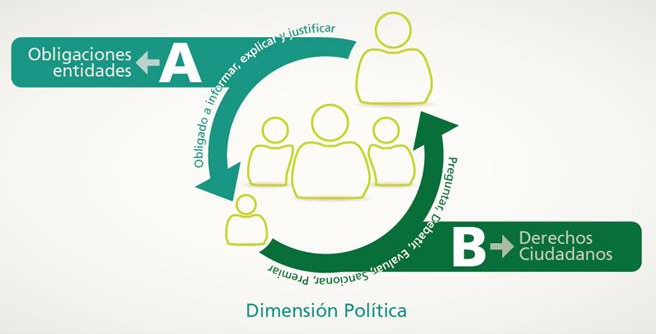 Obligaciones
entidades
A
Obligado a informar, explicar y justificar
Preguntar, Debatir, Evaluar, Sancionar, Premiar
B
Derechos
Ciudadanos
Dimensión Política